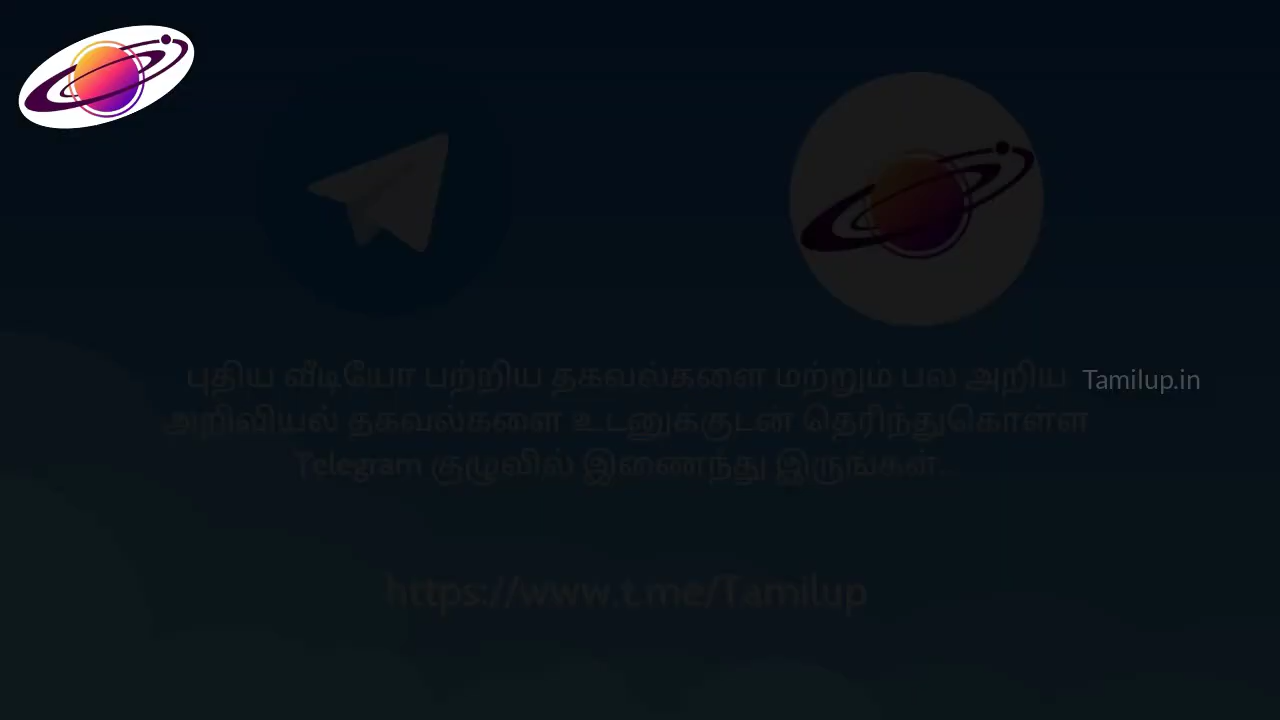 புதிய வீடியோ பற்றிய தகவல்களை மற்றும் பல அறிய
Tamilup.in
அறிவியல் தகவல்களை உடனுக்குடன் தெரிந்துகொள்ள
Telegram குழுவில் இணைந்து இருங்கள்...
https://www.t.me/Tamilup